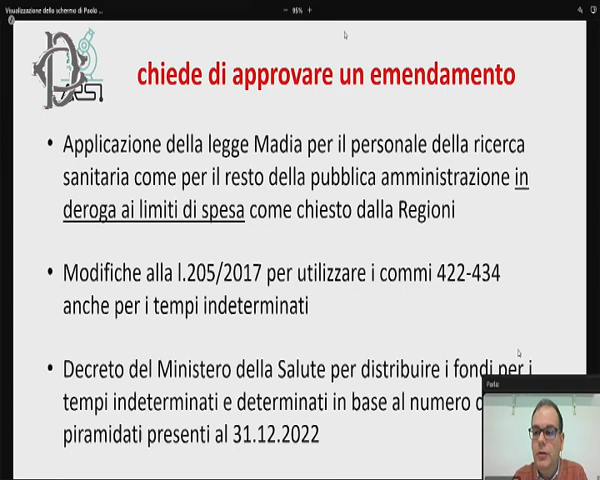 Visualizzazione dello schermo di Paolo ...
— 95% +
chiede di approvare un emendamento
RSI
• Applicazione della legge Madia per il personale della ricerca
sanitaria come per il resto della pubblica amministrazione in
deroga ai limiti di spesa come chiesto dalla Regioni
• Modifiche alla l.205/2017 per utilizzare i commi 422-434
anche per i tempi indeterminati
• Decreto del Ministero della Salute per distribuire i fondi per i
tempi indeterminati e determinati in base al numero d
piramidati presenti al 31.12.2022